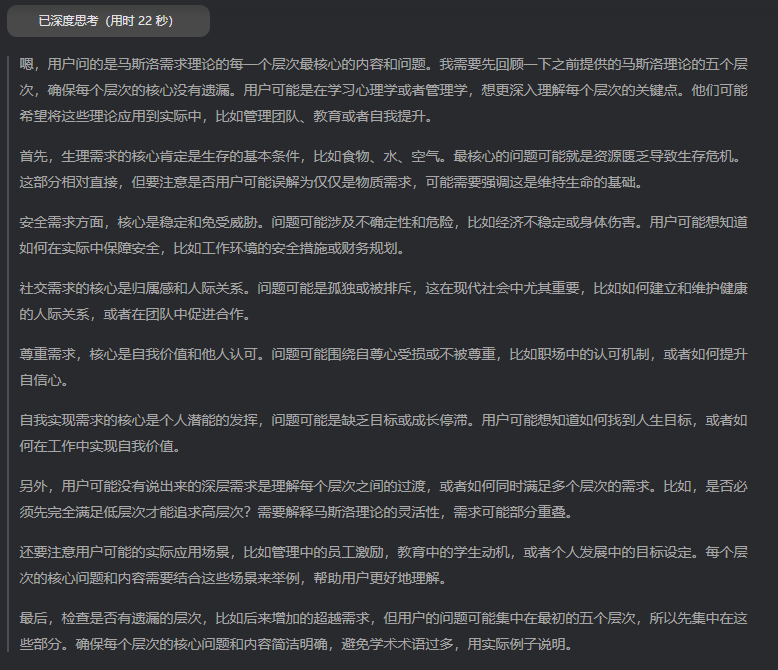 已深度思考（用时 22 秒）
嗯，用户问的是马斯洛需求理论的每一个层次最核心的内容和问题。我需要先回顾一下之前提供的马斯洛理论的五个层
次，确保每个层次的核心没有遗漏。用户可能是在学习心理学或者管理学，想更深入理解每个层次的关键点。他们可能
希望将这些理论应用到实际中，比如管理团队、教育或者自我提升。
首先，生理需求的核心肯定是生存的基本条件，比如食物、水、空气。最核心的问题可能就是资源匮乏导致生存危机。
这部分相对直接，但要注意是否用户可能误解为仅仅是物质需求，可能需要强调这是维持生命的基础。
安全需求方面，核心是稳定和免受威胁。问题可能涉及不确定性和危险，比如经济不稳定或身体伤害。用户可能想知道
如何在实际中保障安全，比如工作环境的安全措施或财务规划。
社交需求的核心是归属感和人际关系。问题可能是孤独或被排斥，这在现代社会中尤其重要，比如如何建立和维护健康
的人际关系，或者在团队中促进合作。
尊重需求，核心是自我价值和他人认可。问题可能围绕自尊心受损或不被尊重，比如职场中的认可机制，或者如何提升
自信心。
自我实现需求的核心是个人潜能的发挥，问题可能是缺乏目标或成长停滞。用户可能想知道如何找到人生目标，或者如
何在工作中实现自我价值。
另外，用户可能没有说出来的深层需求是理解每个层次之间的过渡，或者如何同时满足多个层次的需求。比如，是否必
须先完全满足低层次才能追求高层次？需要解释马斯洛理论的灵活性，需求可能部分重叠。
还要注意用户可能的实际应用场景，比如管理中的员工激励，教育中的学生动机，或者个人发展中的目标设定。每个层
次的核心问题和内容需要结合这些场景来举例，帮助用户更好地理解。
最后，检查是否有遗漏的层次，比如后来增加的超越需求，但用户的问题可能集中在最初的五个层次，所以先集中在这
些部分。确保每个层次的核心问题和内容简洁明确，避免学术术语过多，用实际例子说明。